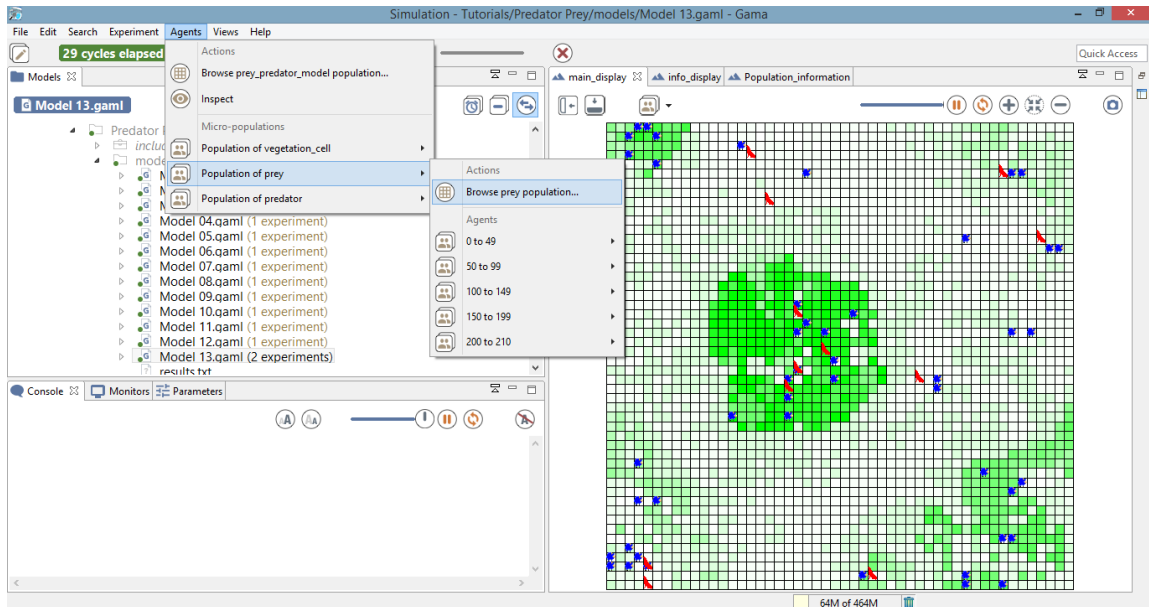 Simulation - Tutorials/Predator Prey/models/Model 13.gaml - Gama
File Edit Search Experiment Agents Views Help
29 cycles elapsed
Quick Access
Models
Model 13.gaml
Predator
inclu
mode
Model 04.gaml (1 experiment)
Model 05.gaml (1 experiment)
Model 06.gaml (1 experiment)
Model 07.gaml (1 experiment)
Model 08.gaml (1 experiment)
Model 09.gaml (1 experiment)
Model 10.gaml (1 experiment)
Model 11.gaml (1 experiment)
Model 12.gaml (1 experiment)
Model 13.gaml (2 experiments)
results.txt
Actions
Browse prey_predator_model population...
Inspect
Micro-populations
Population of vegetation_cell
Population of prey
Population of predator
Actions
Browse prey population...
Agents
0 to 49
50 to 99
100 to 149
150 to 199
200 to 210
main_display info_display Population_information
Console Monitors Parameters
64M of 464M